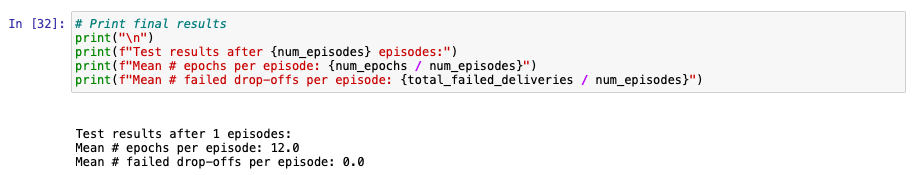 In [32]: # Print final results
print("\n")
print(f"Test results after {num_episodes} episodes:")
print(f"Mean # epochs per episode: {num_epochs / num_episodes}")
print(f"Mean # failed drop-offs per episode: {total_failed_deliveries / num_episodes}")
Test results after 1 episodes:
Mean # epochs per episode: 12.0
Mean # failed drop-offs per episode: 0.0